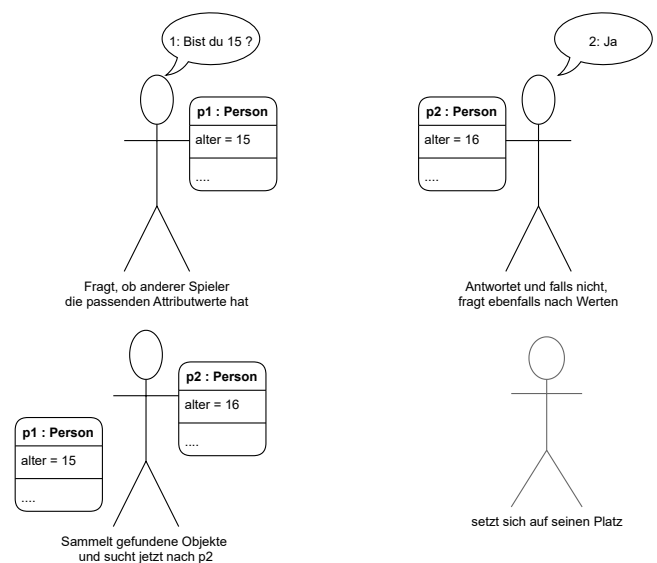 1: Bist du 15 ?
2: Ja
p1 : Person
alter = 15
....
p2 : Person
alter = 16
....
Fragt, ob anderer Spieler
die passenden Attributwerte hat
Antwortet und falls nicht,
fragt ebenfalls nach Werten
p2 : Person
alter = 16
....
p1 : Person
alter = 15
....
Sammelt gefundene Objekte
und sucht jetzt nach p2
setzt sich auf seinen Platz